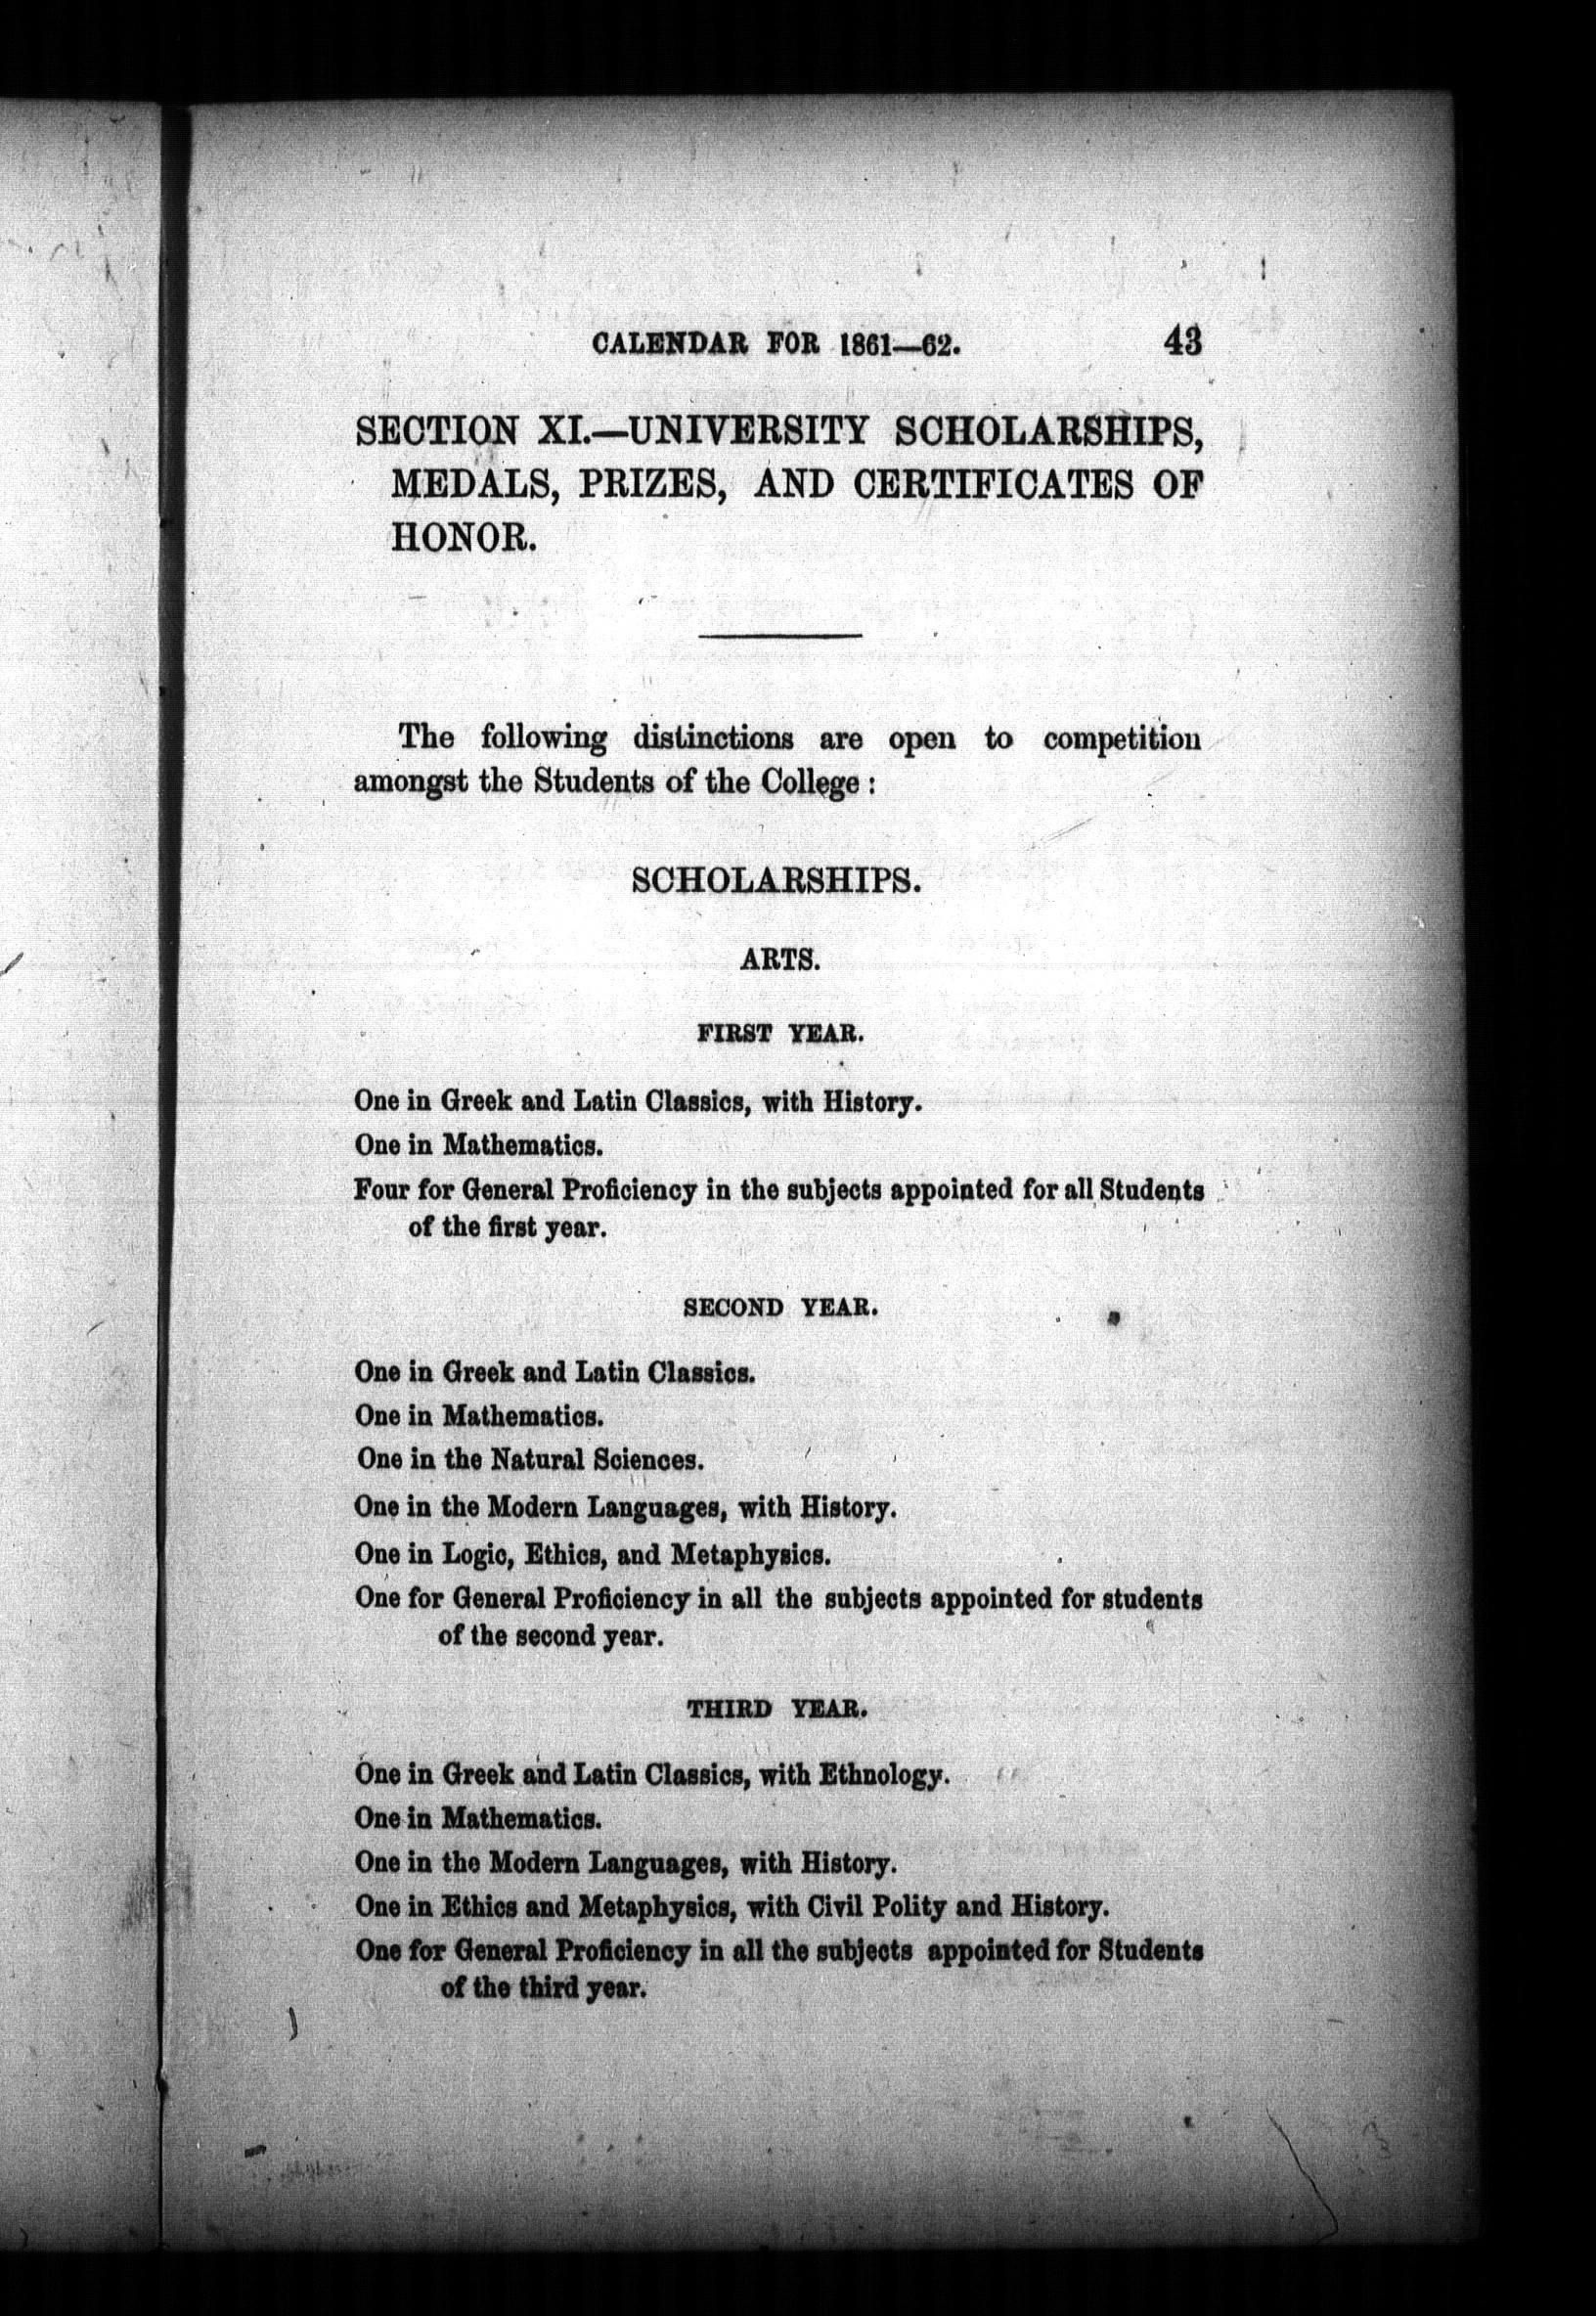 CALENDAR FOR 1861—62. 43
SECTION XI.—UNIVERSITY SCHOLARSHIPS,
MEDALS, PRIZES, AND CERTIFICATES OF
HONOR.
The following distinctions are open to competition
amongst the Students of the College :
SCHOLARSHIPS.
ARTS.
FIRST YEAR.
One in Greek and Latin Classics, with History.
One in Mathematics.
Four for General Proficiency in the subjects appointed for all Students
of the first year.
SECOND YEAR.
One in Greek and Latin Classics.
One in Mathematics.
One in the Natural Sciences.
One in the Modern Languages, with History.
One in Logic, Ethics, and Metaphysics.
One for General Proficiency in all the subjects appointed for students
of the second year.
THIRD YEAR.
One in Greek and Latin Classics, with Ethnology.
One in Mathematics.
One in the Modern Languages, with History.
One in Ethics and Metaphysics, with Civil Polity and History.
One for General Proficiency in all the subjects appointed for Students
of the third year.